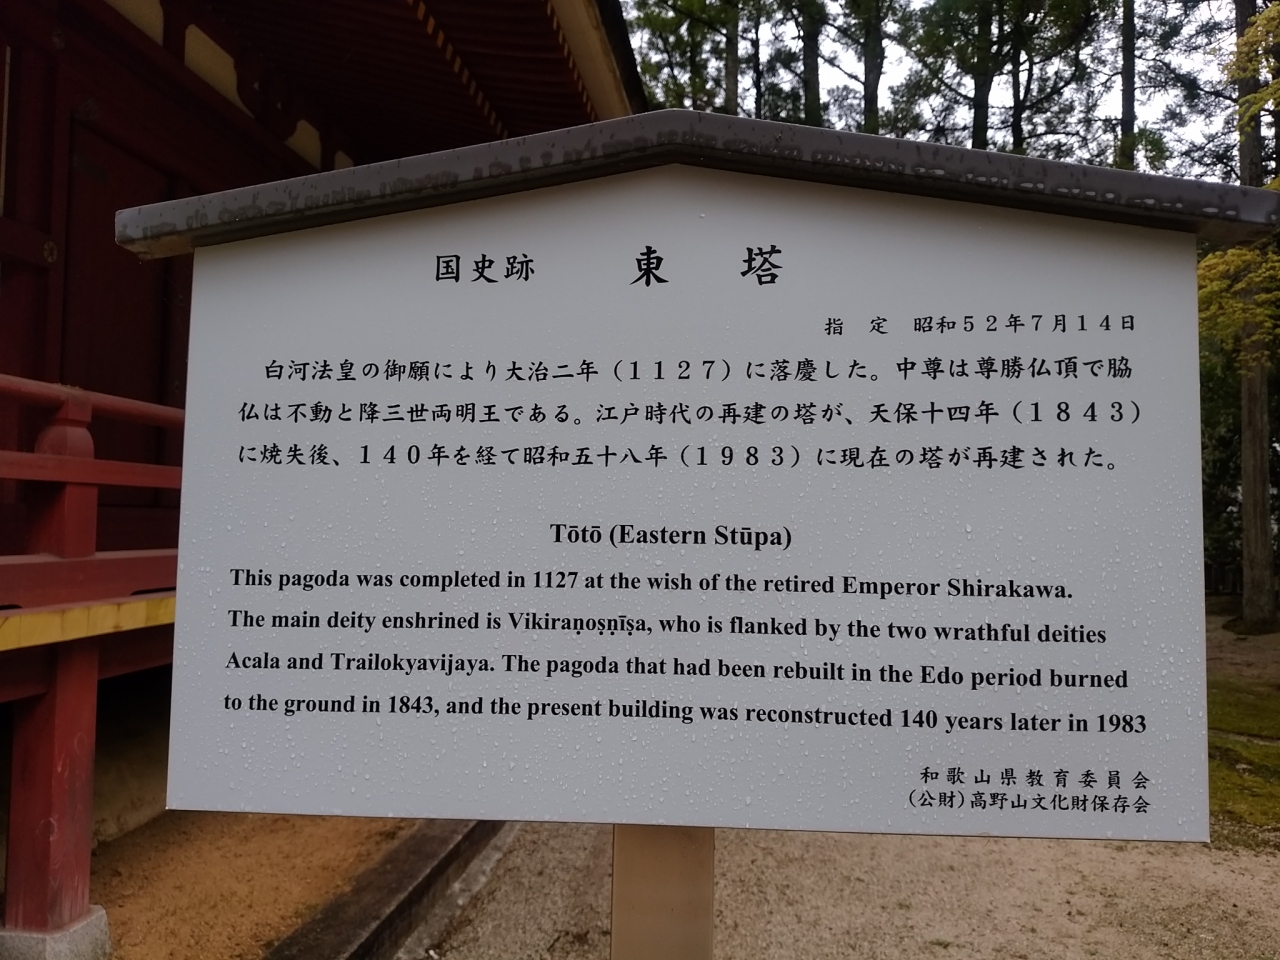 国史跡　東　塔
指　定　昭和５２年７月１４日
白河法皇の御願により大治二年（１１２７）に落慶した。中尊は尊勝仏頂で脇
仏は不動と降三世両明王である。江戸時代の再建の塔が、天保十四年（１８４３）
に焼失後、１４０年を経て昭和五十八年（１９８３）に現在の塔が再建された。
Tōtō (Eastern Stūpa)
This pagoda was completed in 1127 at the wish of the retired Emperor Shirakawa.
The main deity enshrined is Vikiraṇoṣṇīṣa, who is flanked by the two wrathful deities
Acala and Trailokyavijaya. The pagoda that had been rebuilt in the Edo period burned
to the ground in 1843, and the present building was reconstructed 140 years later in 1983
和歌山県教育委員会
（公財）高野山文化財保存会